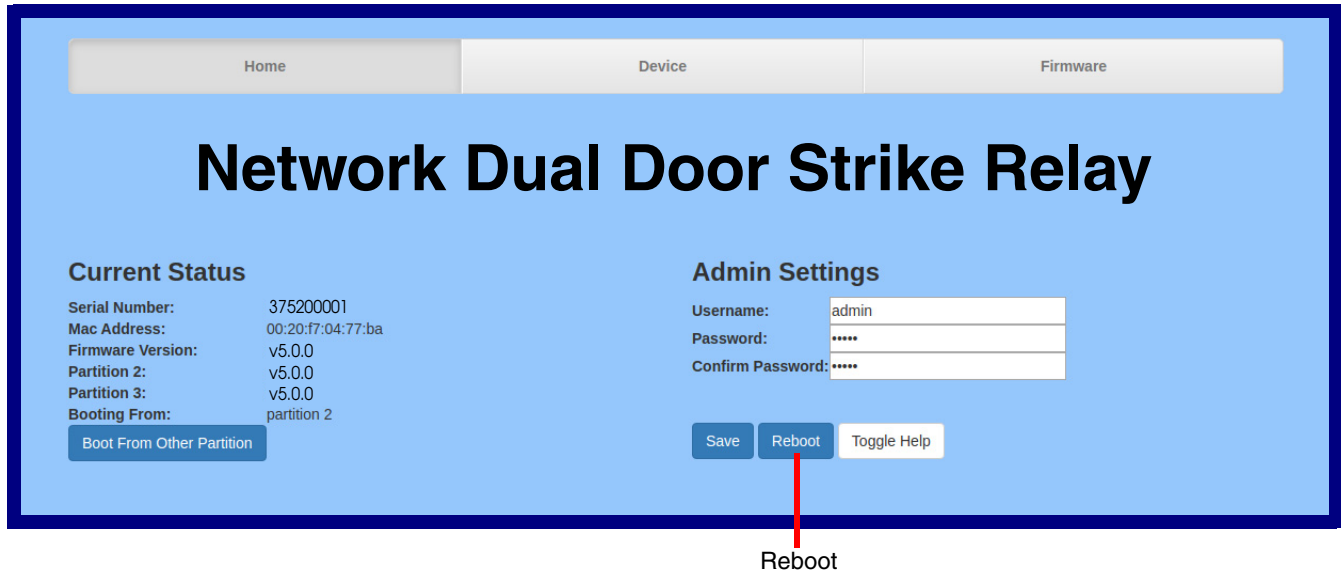 Home Device Firmware
Network Dual Door Strike Relay
Current Status
Serial Number: 375200001
Mac Address: 00:20:f7:04:77:ba
Firmware Version: v5.0.0
Partition 2: v5.0.0
Partition 3: v5.0.0
Booting From: partition 2
Boot From Other Partition
Admin Settings
Username: admin
Password: •••••
Confirm Password: •••••
Save Reboot Toggle Help
Reboot